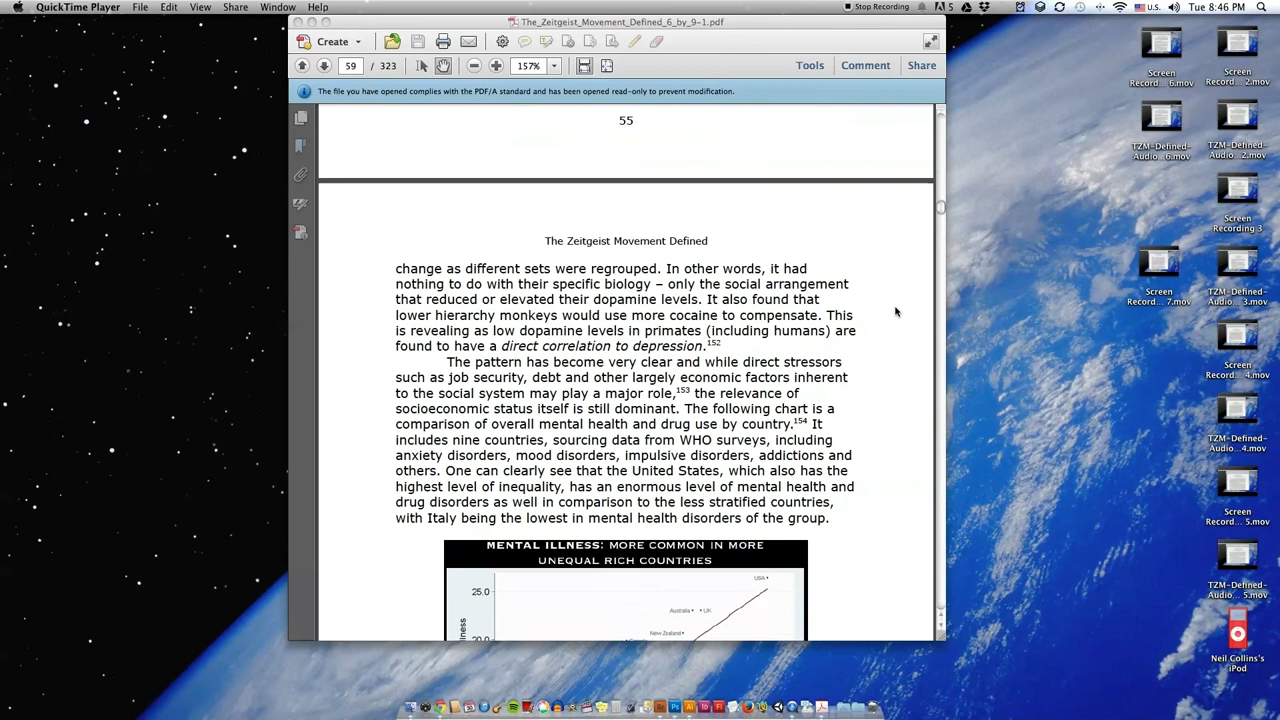 QuickTime Player File Edit View Share Window Help
Stop Recording
5
U.S.
Tue 8:46 PM
The_Zeitgeist_Movement_Defined_6_by_9-1.pdf
Create
59 / 323
157%
Tools Comment Share
The file you have opened complies with the PDF/A standard and has been opened read-only to prevent modification.
55
The Zeitgeist Movement Defined
change as different sets were regrouped. In other words, it had
nothing to do with their specific biology – only the social arrangement
that reduced or elevated their dopamine levels. It also found that
lower hierarchy monkeys would use more cocaine to compensate. This
is revealing as low dopamine levels in primates (including humans) are
found to have a direct correlation to depression.152
The pattern has become very clear and while direct stressors
such as job security, debt and other largely economic factors inherent
to the social system may play a major role,153 the relevance of
socioeconomic status itself is still dominant. The following chart is a
comparison of overall mental health and drug use by country.154 It
includes nine countries, sourcing data from WHO surveys, including
anxiety disorders, mood disorders, impulsive disorders, addictions and
others. One can clearly see that the United States, which also has the
highest level of inequality, has an enormous level of mental health and
drug disorders as well in comparison to the less stratified countries,
with Italy being the lowest in mental health disorders of the group.
MENTAL ILLNESS: MORE COMMON IN MORE
UNEQUAL RICH COUNTRIES
USA
25.0
Australia UK
New Zealand
20.0
Screen
Record... 6.mov
Screen
Record... 2.mov
TZM-Defined-
Audio... 6.mov
TZM-Defined-
Audio... 2.mov
Screen
Recording 3
Screen
Record... 7.mov
TZM-Defined-
Audio... 3.mov
Screen
Record... 4.mov
TZM-Defined-
Audio... 4.mov
Screen
Record... 5.mov
TZM-Defined-
Audio... 5.mov
Neil Collins's
iPod